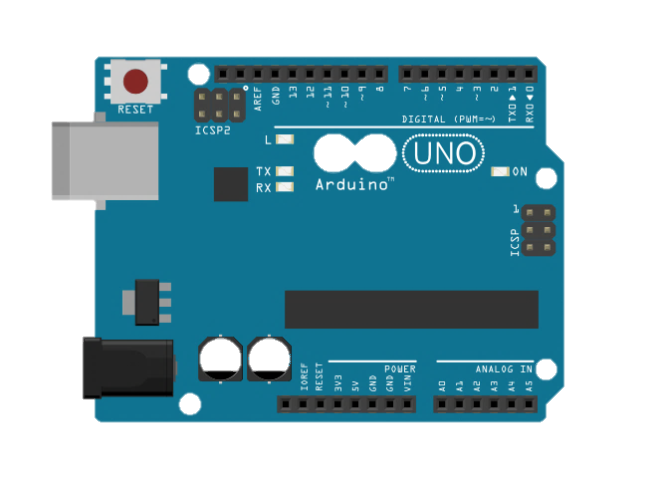 RESET
AREF
GND
13
12
~11
~10
~9
8
7
~6
~5
4
~3
2
TXD▶1
RXD◀0
ICSP2
DIGITAL (PWM=~)
L
TX
RX
UNO
Arduino™
ON
1
ICSP
POWER
ANALOG IN
IOREF
RESET
3V3
5V
GND
GND
VIN
A0
A1
A2
A3
A4
A5